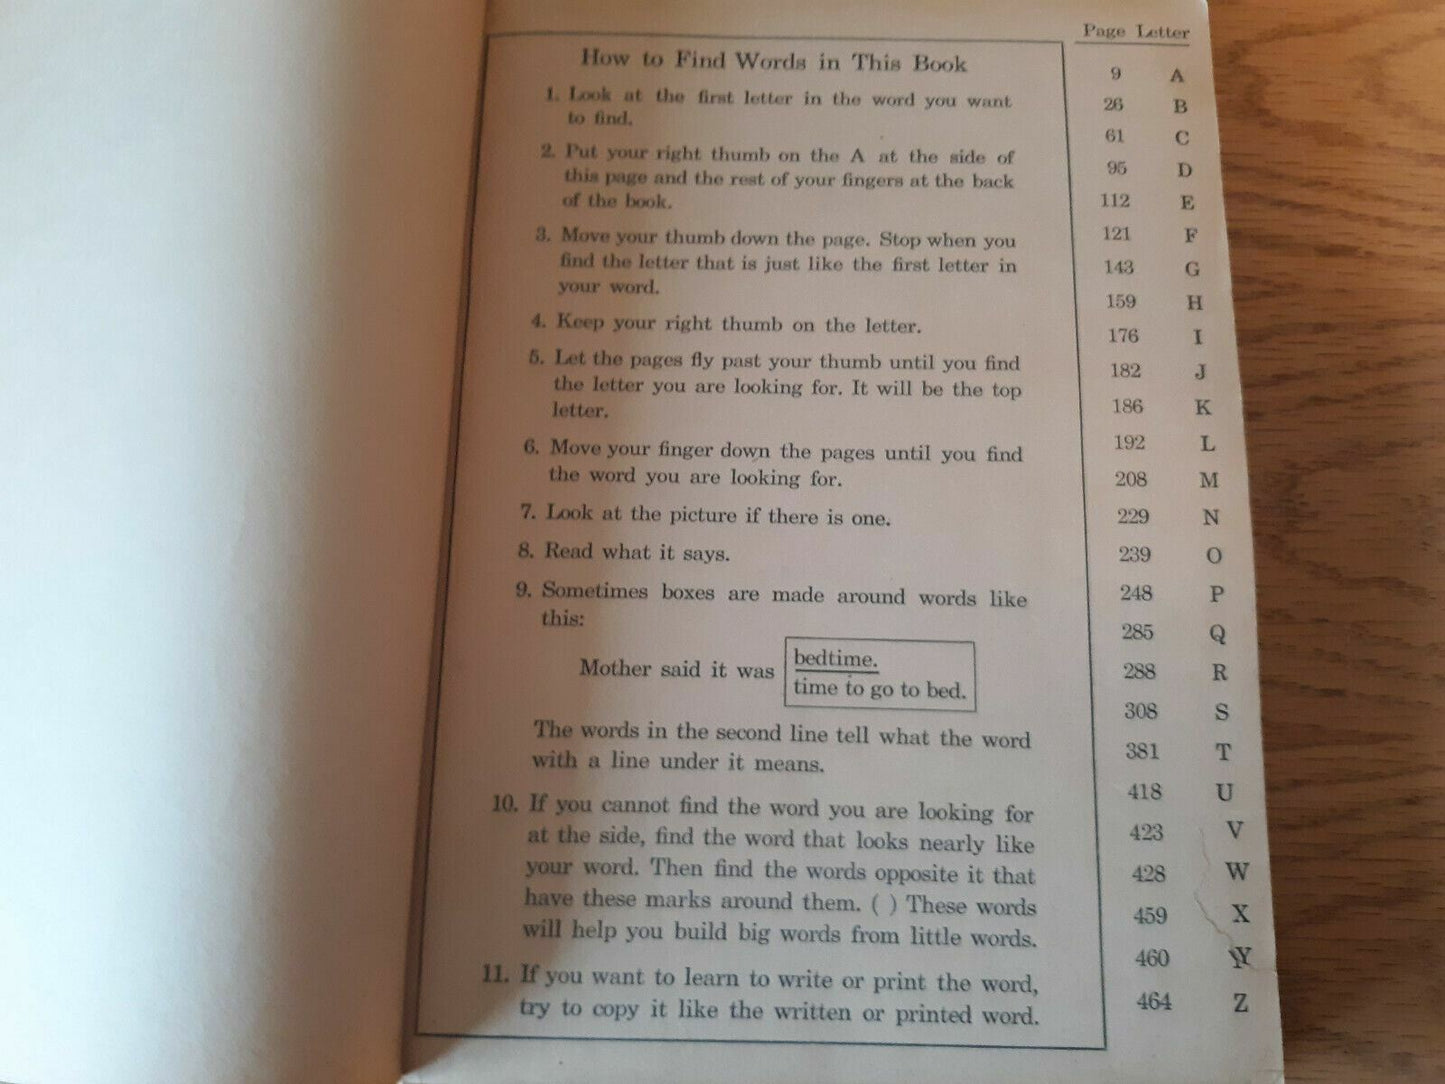 How to Find Words in This Book
1. Look at the first letter in the word you want
to find.
2. Put your right thumb on the A at the side of
this page and the rest of your fingers at the back
of the book.
3. Move your thumb down the page. Stop when you
find the letter that is just like the first letter in
your word.
4. Keep your right thumb on the letter.
5. Let the pages fly past your thumb until you find
the letter you are looking for. It will be the top
letter.
6. Move your finger down the pages until you find
the word you are looking for.
7. Look at the picture if there is one.
8. Read what it says.
9. Sometimes boxes are made around words like
this:
Mother said it was
bedtime.
time to go to bed.
The words in the second line tell what the word
with a line under it means.
10. If you cannot find the word you are looking for
at the side, find the word that looks nearly like
your word. Then find the words opposite it that
have these marks around them. ( ) These words
will help you build big words from little words.
11. If you want to learn to write or print the word,
try to copy it like the written or printed word.
Page Letter
9 A
26 B
61 C
95 D
112 E
121 F
143 G
159 H
176 I
182 J
186 K
192 L
208 M
229 N
239 O
248 P
285 Q
288 R
308 S
381 T
418 U
423 V
428 W
459 X
460 Y
464 Z